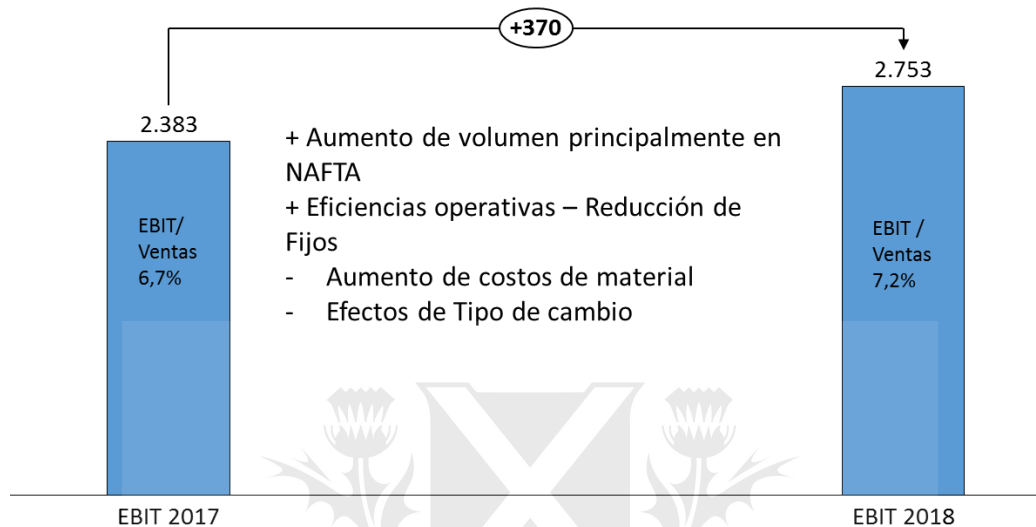 +370
2.383
2.753
+ Aumento de volumen principalmente en
NAFTA
+ Eficiencias operativas – Reducción de
Fijos
- Aumento de costos de material
- Efectos de Tipo de cambio
EBIT/
Ventas
6,7%
EBIT /
Ventas
7,2%
EBIT 2017
EBIT 2018